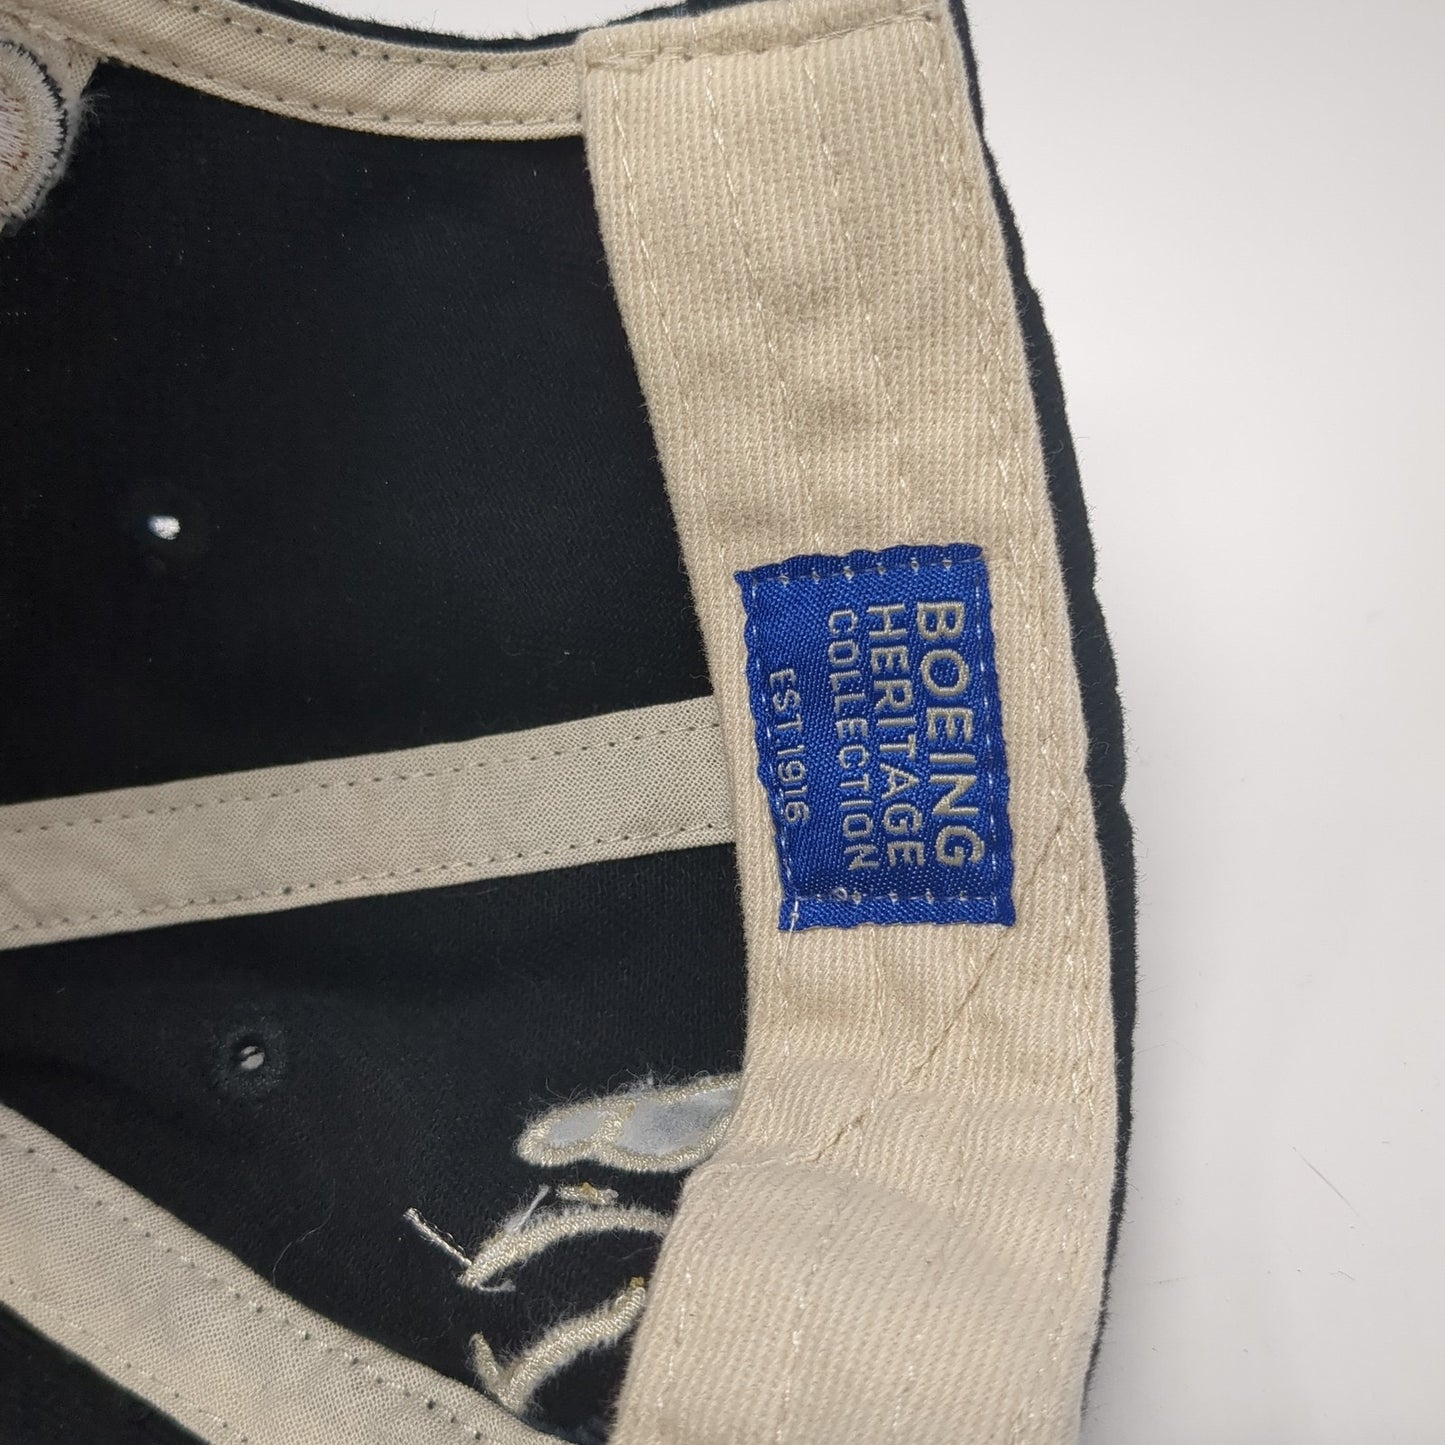 BOEING
HERITAGE
COLLECTION
EST. 1916